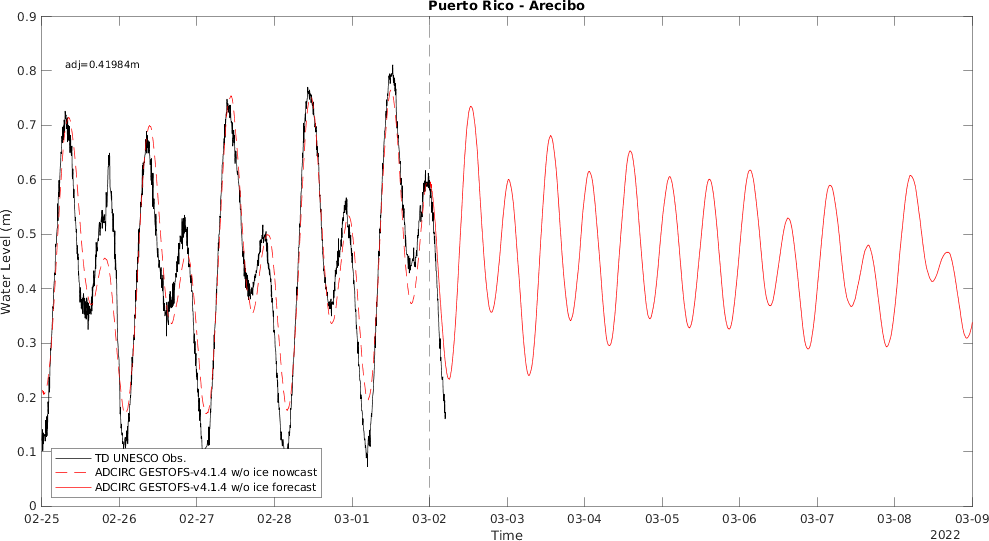 Puerto Rico - Arecibo
adj=0.41984m
Water Level (m)
0.9
0.8
0.7
0.6
0.5
0.4
0.3
0.2
0.1
0
TD UNESCO Obs.
ADCIRC GESTOFS-v4.1.4 w/o ice nowcast
ADCIRC GESTOFS-v4.1.4 w/o ice forecast
02-25 02-26 02-27 02-28 03-01 03-02 03-03 03-04 03-05 03-06 03-07 03-08 03-09
Time
2022